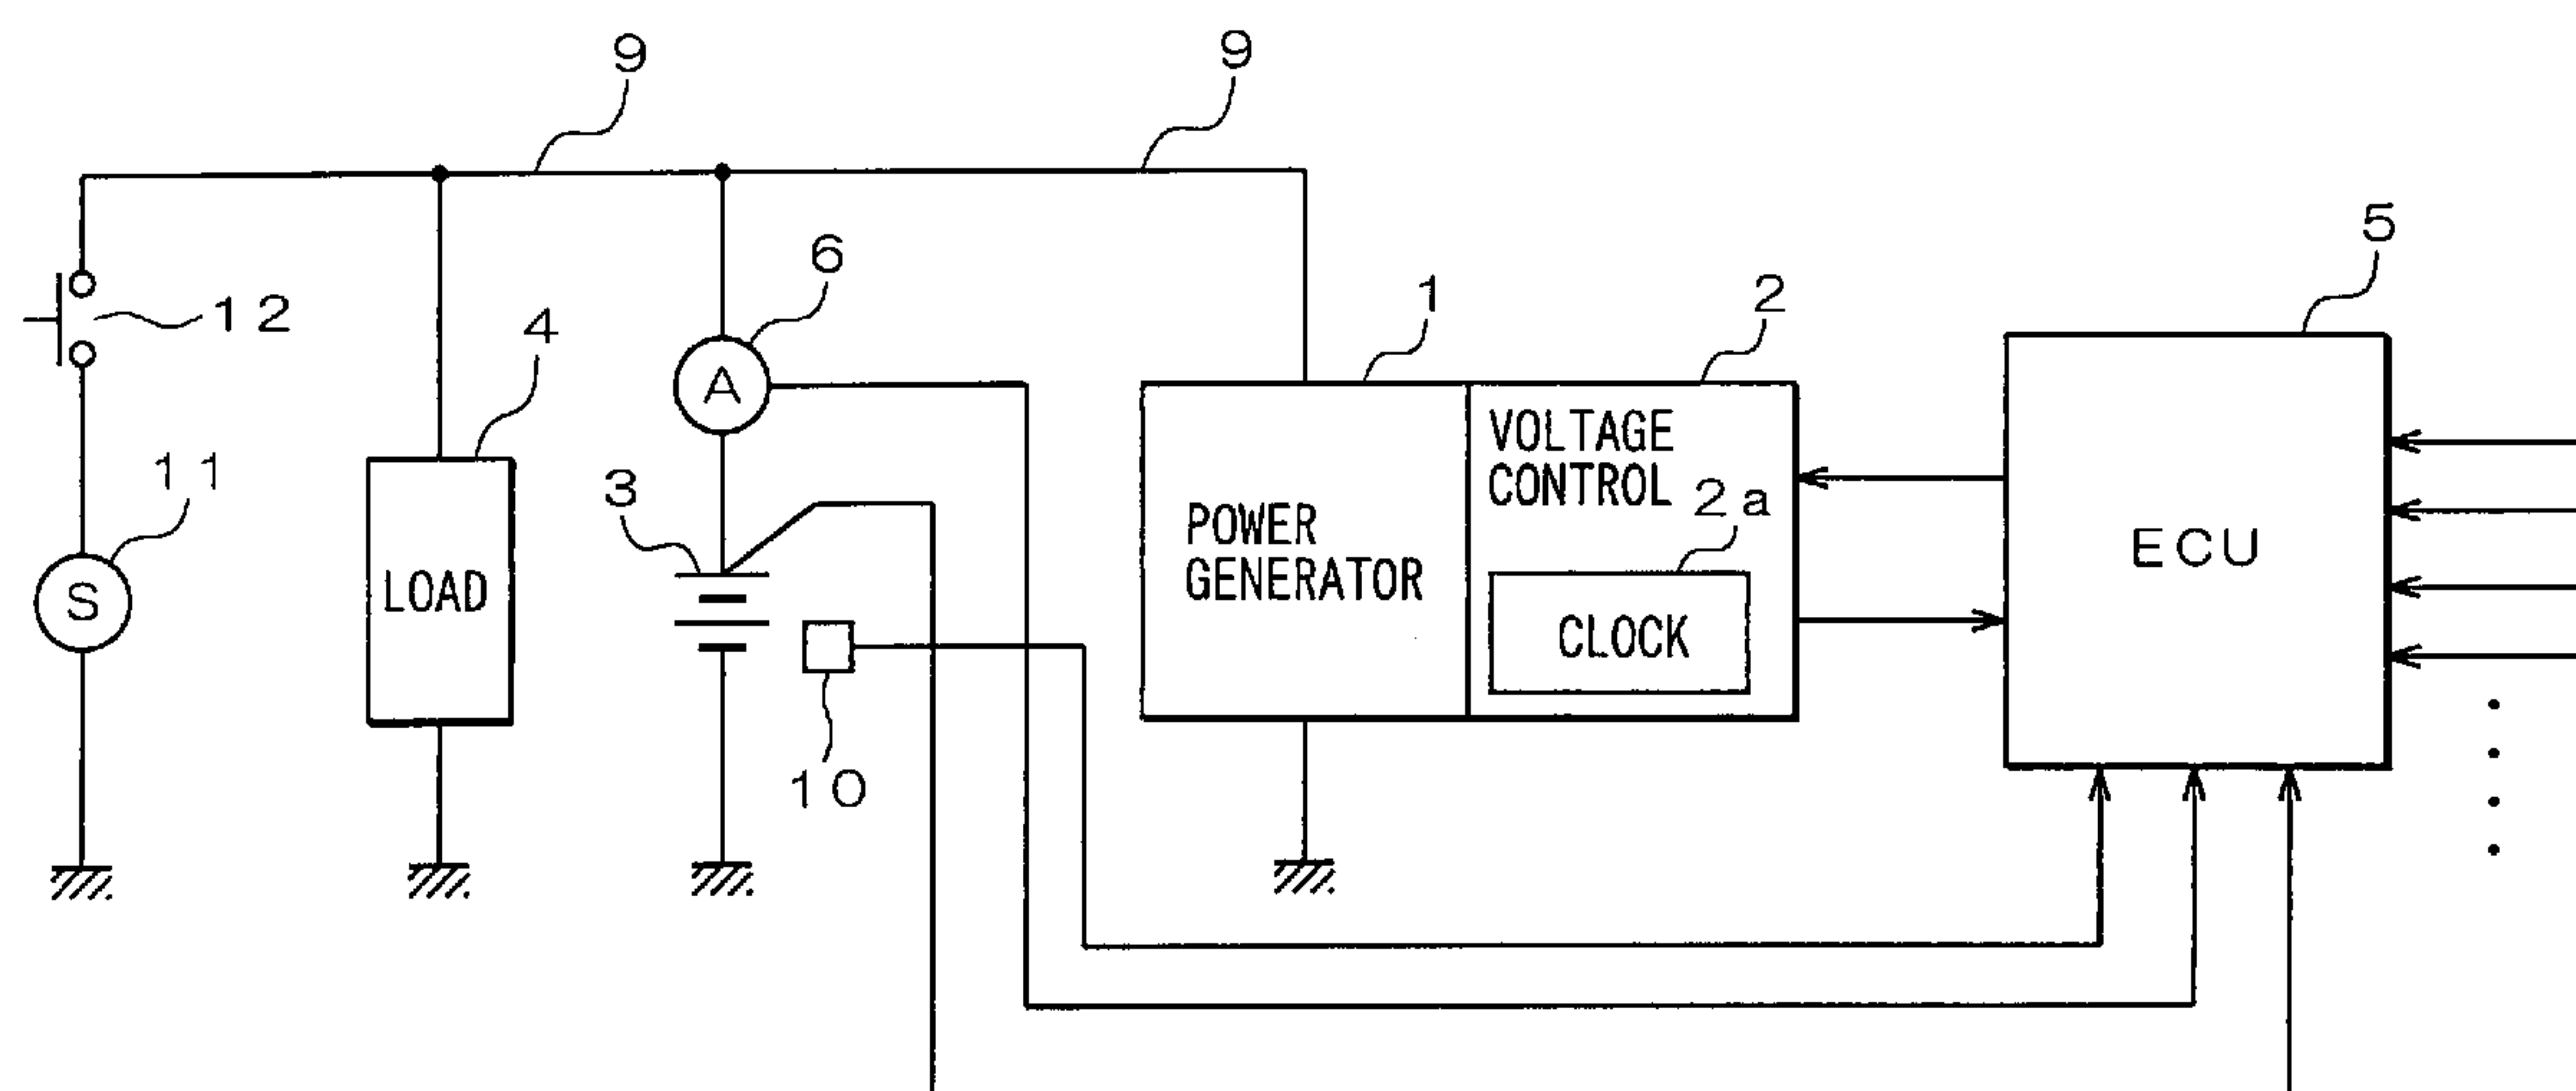 9
9
5
6
1
2
12
4
A
VOLTAGE
CONTROL
11
3
2a
POWER
GENERATOR
ECU
S
LOAD
CLOCK
10